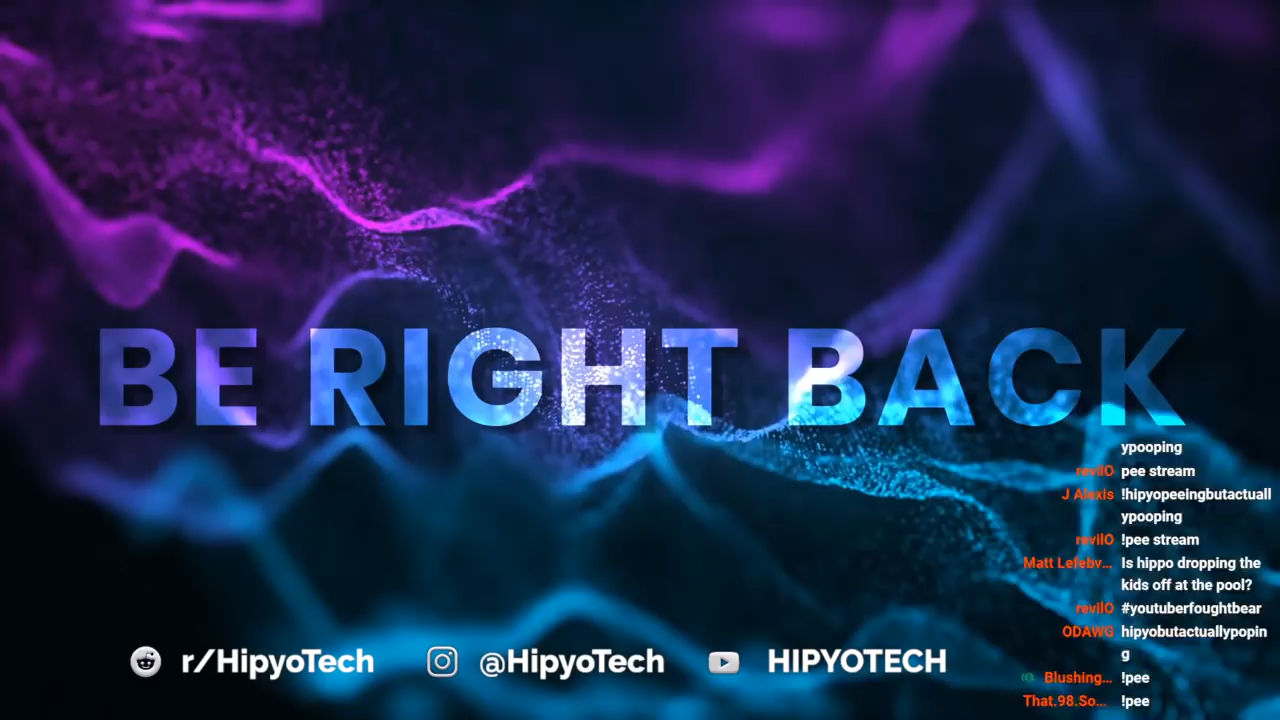 BE RIGHT BACK
ypooping
revilO pee stream
J Alexis !hipyopeeingbutactuall
ypooping
revilO !pee stream
Matt Lefebv... Is hippo dropping the
kids off at the pool?
revilO #youtuberfoughtbear
ODAWG hipyobutactuallypopin
g
Blushing... !pee
That.98.So... !pee
r/HipyoTech @HipyoTech HIPYOTECH